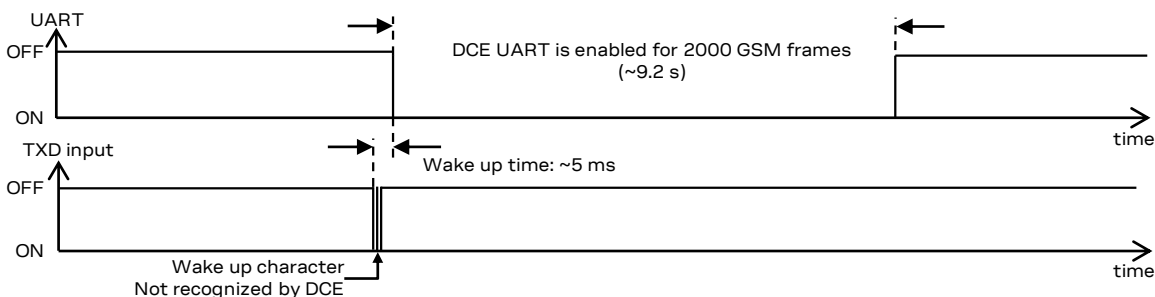 UART
OFF
DCE UART is enabled for 2000 GSM frames
(~9.2 s)
ON
time
TXD input
Wake up time: ~5 ms
OFF
ON
time
Wake up character
Not recognized by DCE